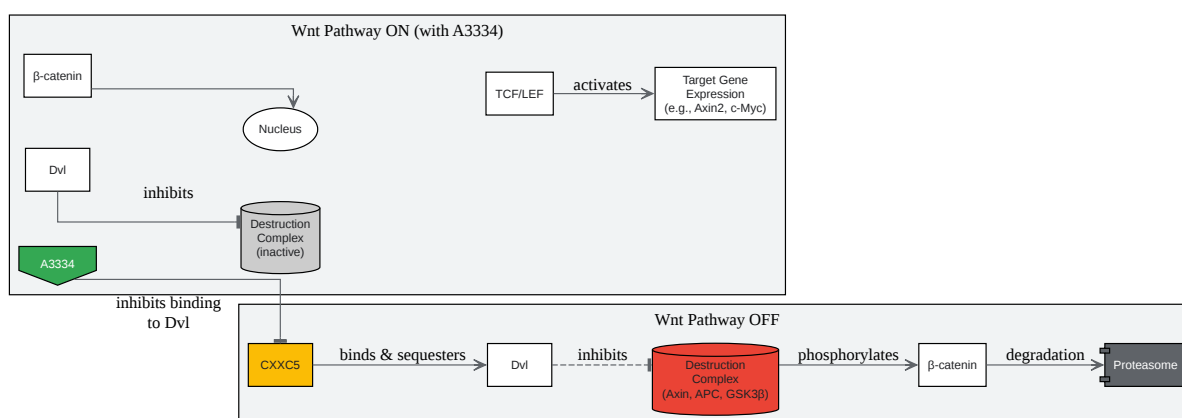 Wnt Pathway ON (with A3334)
β-catenin
TCF/LEF
activates
Target Gene
Expression
(e.g., Axin2, c-Myc)
Nucleus
Dvl
inhibits
Destruction
Complex
(inactive)
A3334
inhibits binding
to Dvl
Wnt Pathway OFF
CXXC5
binds & sequesters
Dvl
inhibits
Destruction
Complex
(Axin, APC, GSK3β)
phosphorylates
β-catenin
degradation
Proteasome